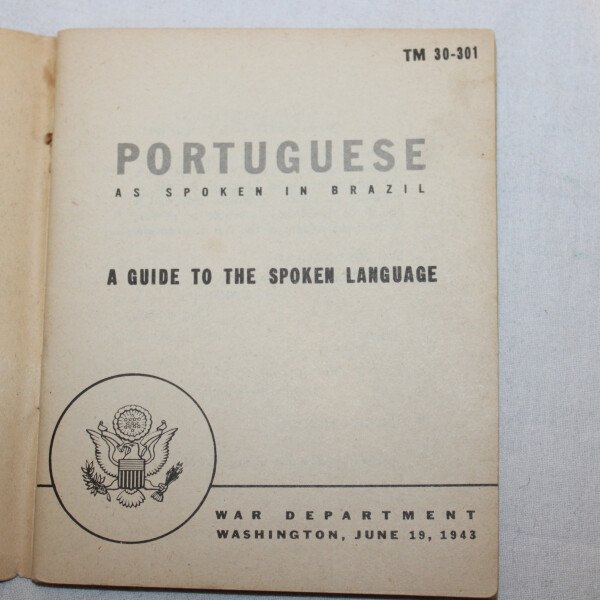 TM 30-301
PORTUGUESE
AS SPOKEN IN BRAZIL
A GUIDE TO THE SPOKEN LANGUAGE
WAR DEPARTMENT
WASHINGTON, JUNE 19, 1943